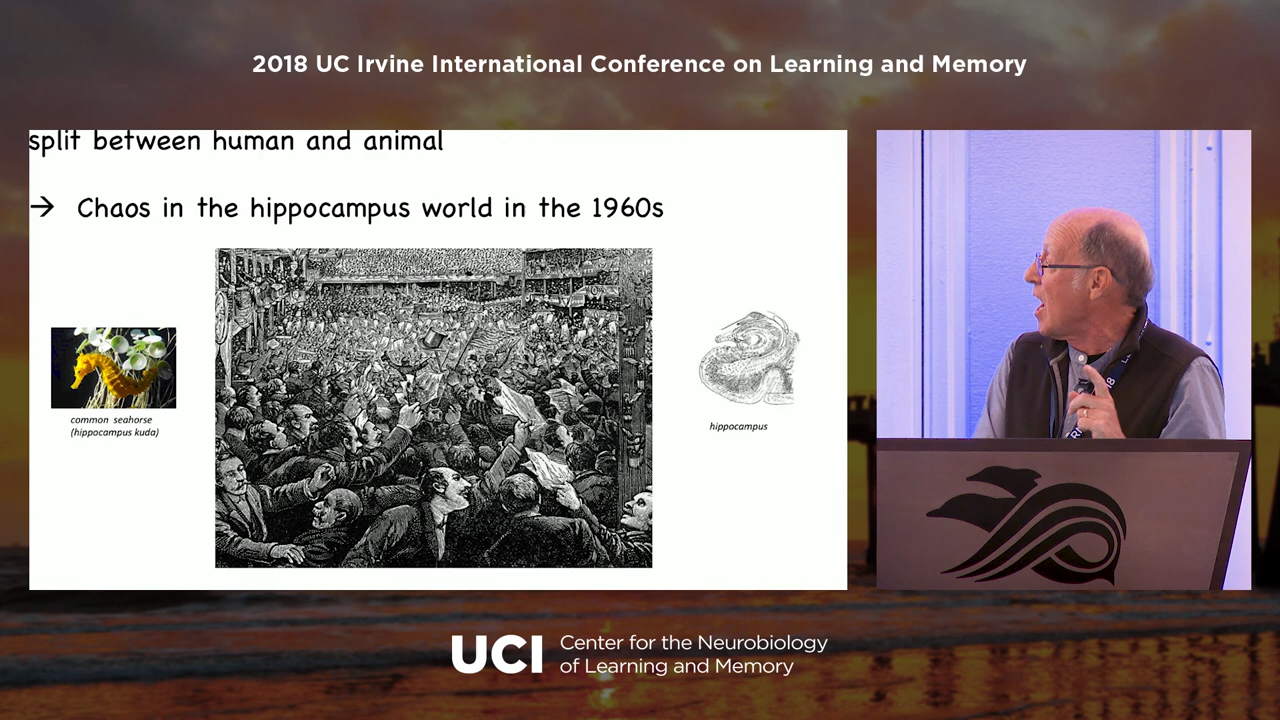 2018 UC Irvine International Conference on Learning and Memory
split between human and animal
→ Chaos in the hippocampus world in the 1960s
common seahorse
(hippocampus kuda)
hippocampus
UCI Center for the Neurobiology
of Learning and Memory